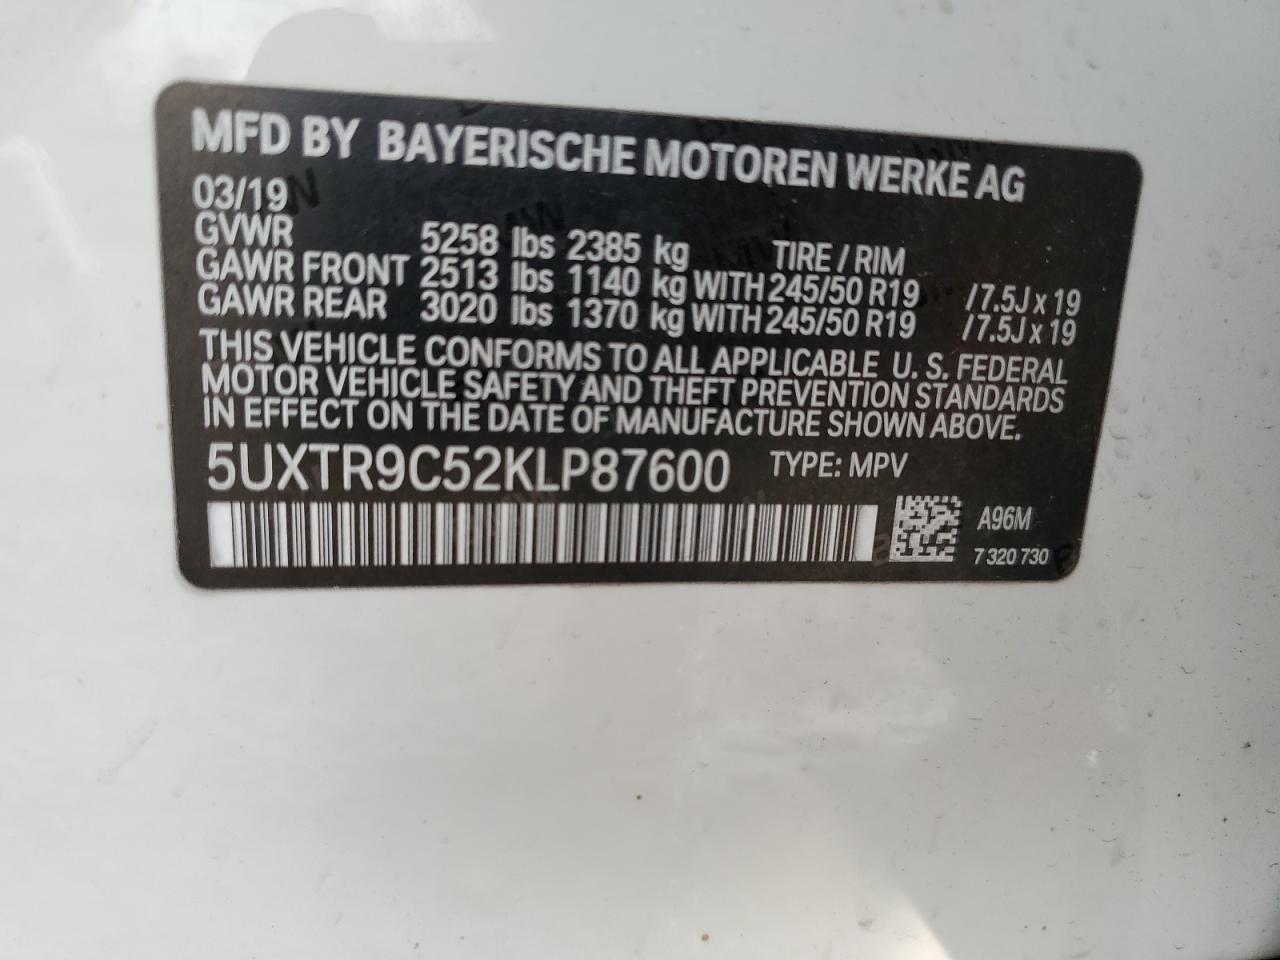 MFD BY BAYERISCHE MOTOREN WERKE AG
03/19
GVWR 5258 lbs 2385 kg TIRE / RIM
GAWR FRONT 2513 lbs 1140 kg WITH 245/50 R19 /7.5J x 19
GAWR REAR 3020 lbs 1370 kg WITH 245/50 R19 /7.5J x 19
THIS VEHICLE CONFORMS TO ALL APPLICABLE U. S. FEDERAL
MOTOR VEHICLE SAFETY AND THEFT PREVENTION STANDARDS
IN EFFECT ON THE DATE OF MANUFACTURE SHOWN ABOVE.
5UXTR9C52KLP87600 TYPE: MPV
A96M
7 320 730